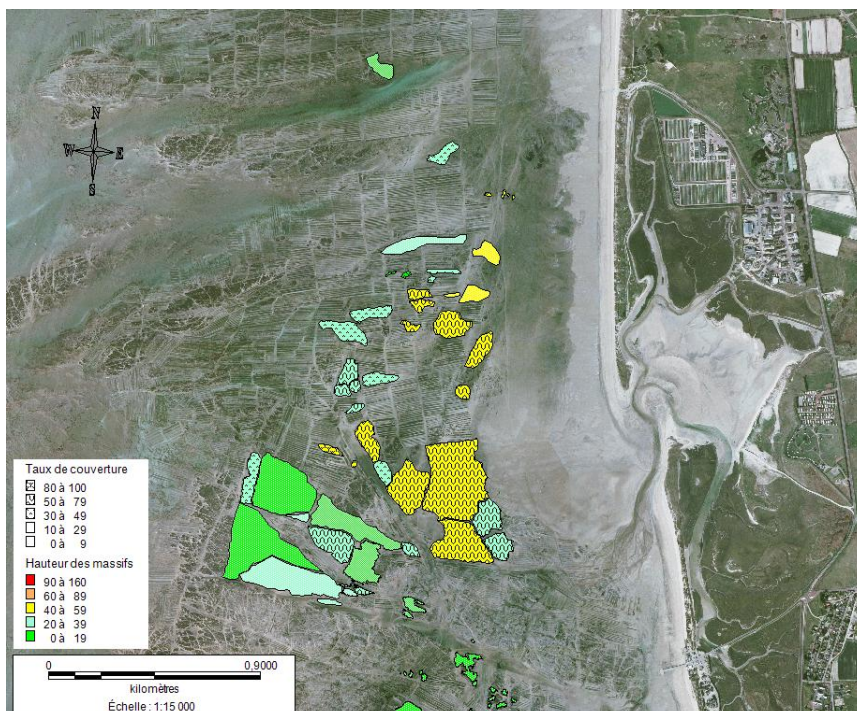 N
W E
S
Taux de couverture
80 à 100
50 à 79
30 à 49
10 à 29
0 à 9
Hauteur des massifs
90 à 160
60 à 89
40 à 59
20 à 39
0 à 19
0 0,9000
kilomètres
Échelle : 1:15 000